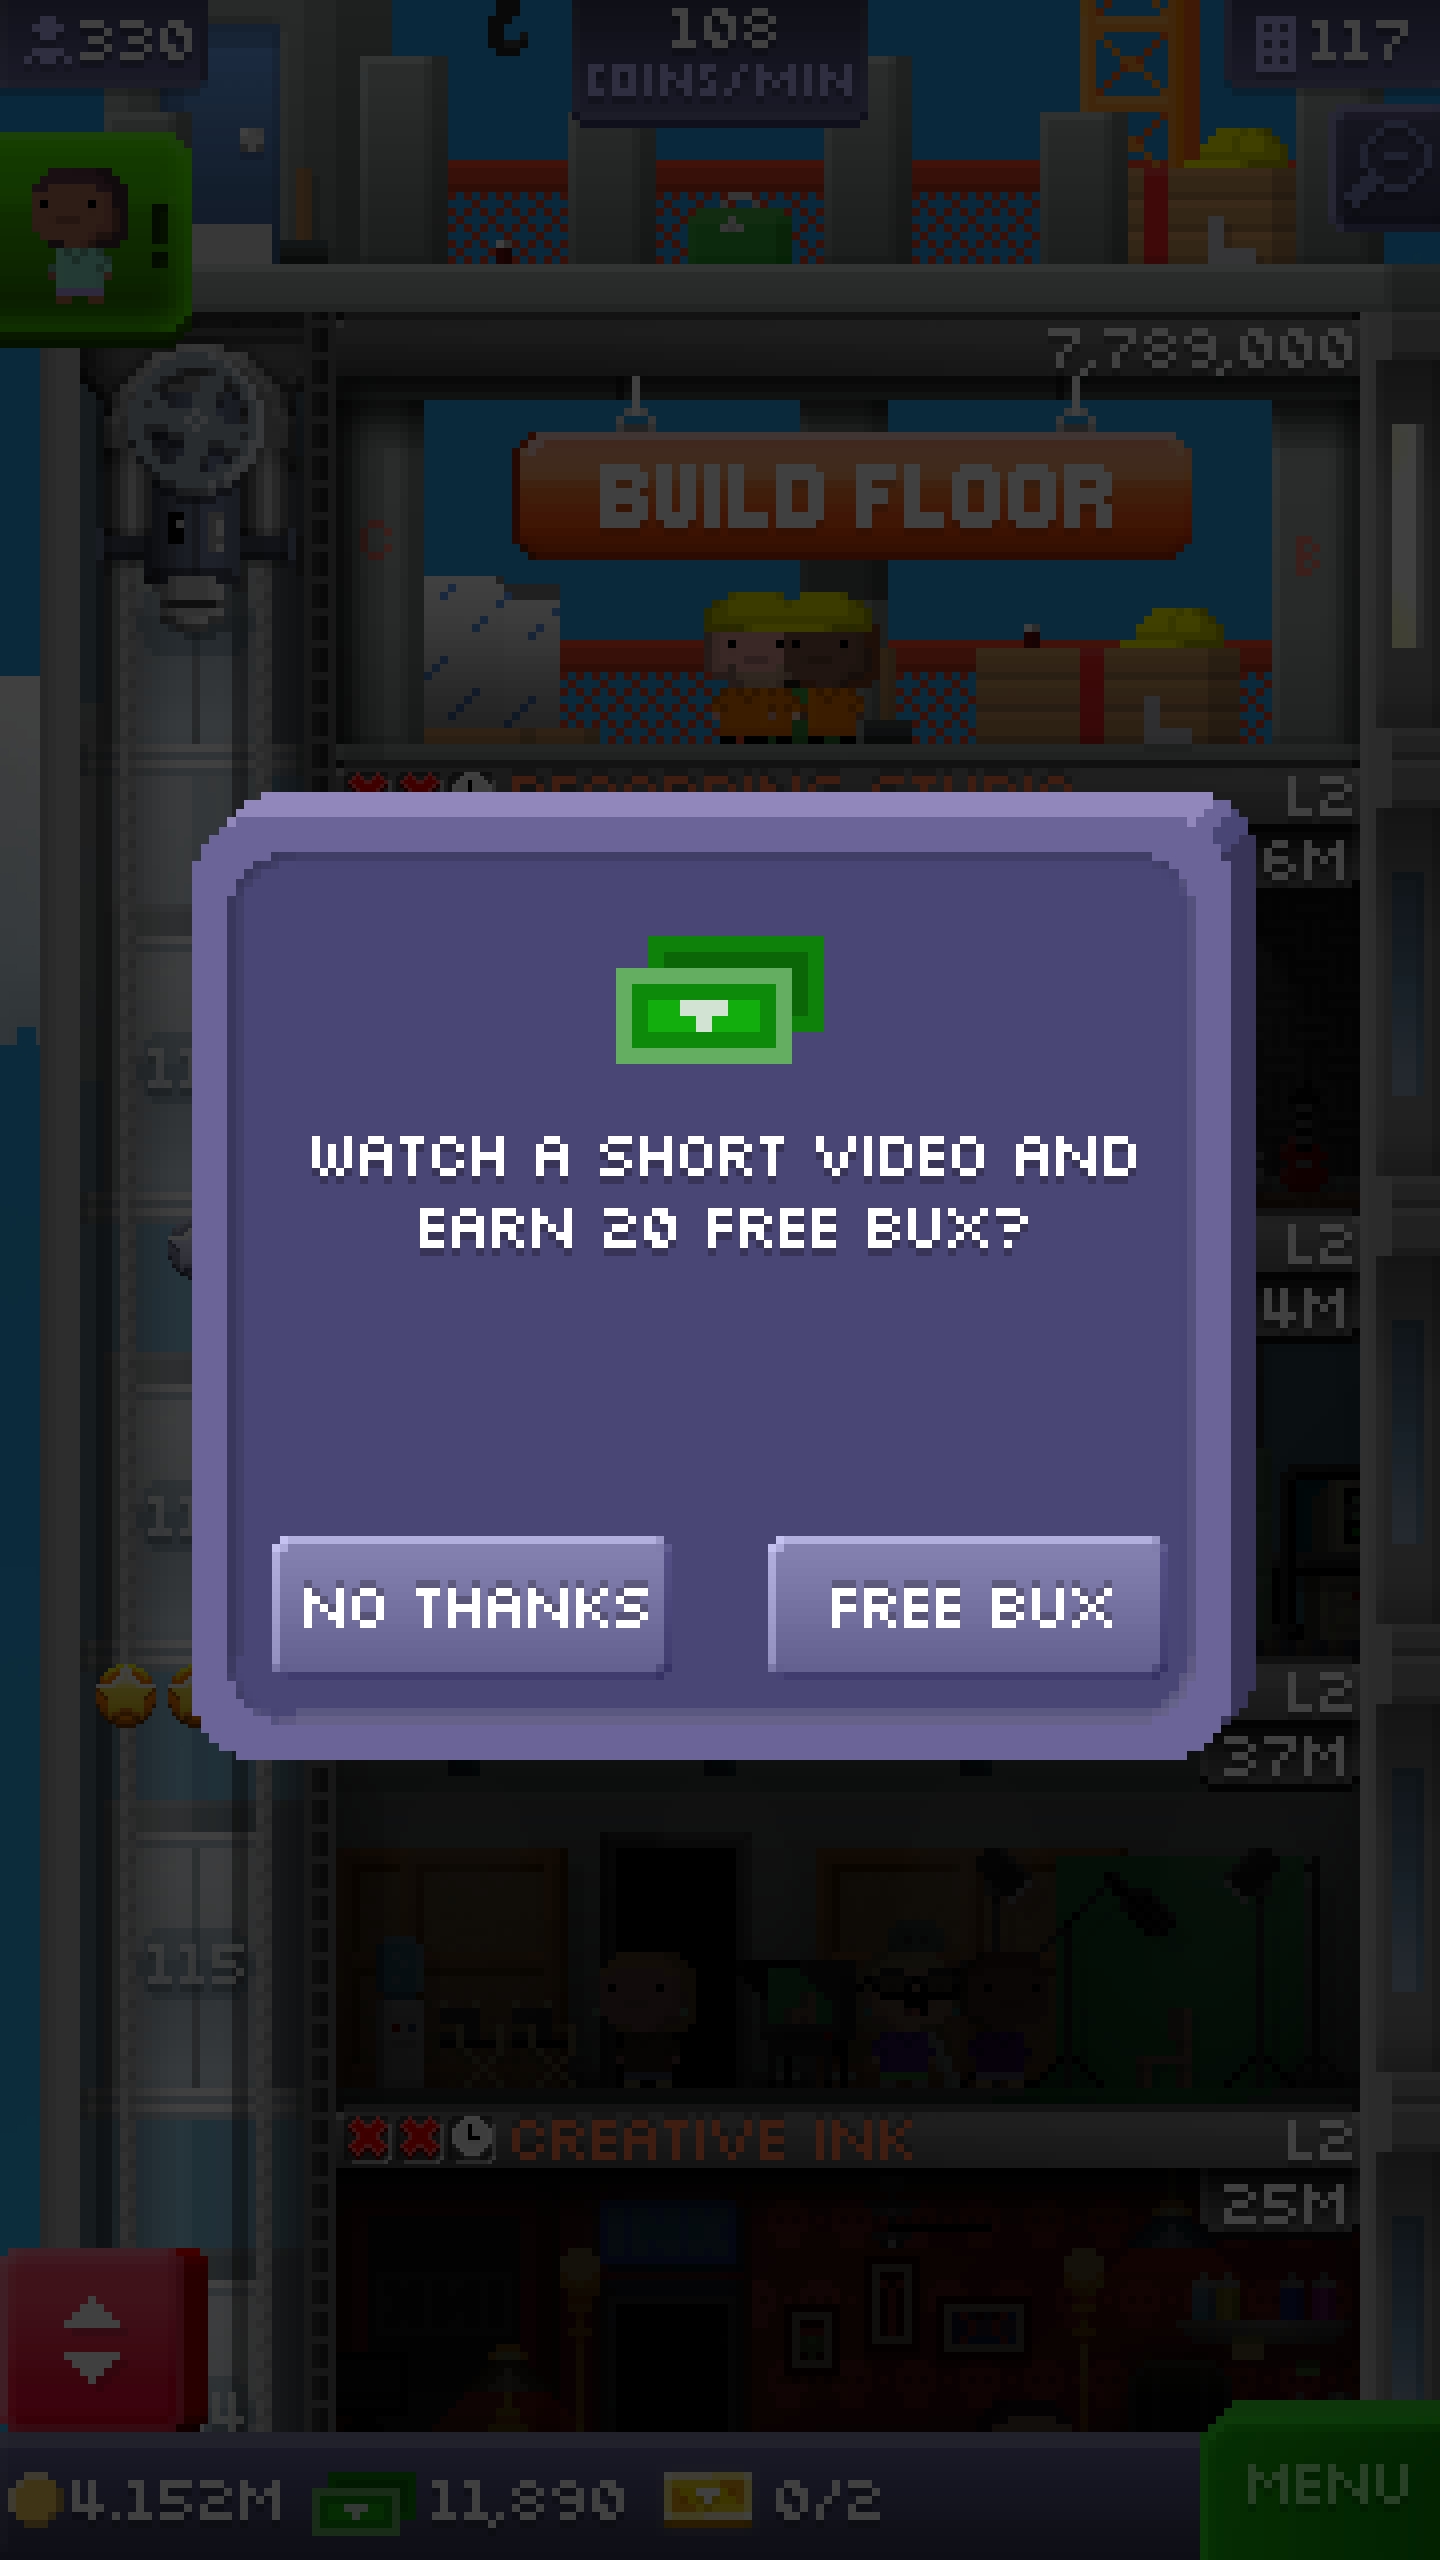 330
108
COINS/MIN
117
7,789,000
BUILD FLOOR
C
B
RECORDING STUDIO
L2
6M
WATCH A SHORT VIDEO AND
EARN 20 FREE BUX?
L2
4M
NO THANKS
FREE BUX
L2
37M
115
CREATIVE INK
L2
25M
4.152M
11,890
0/2
MENU